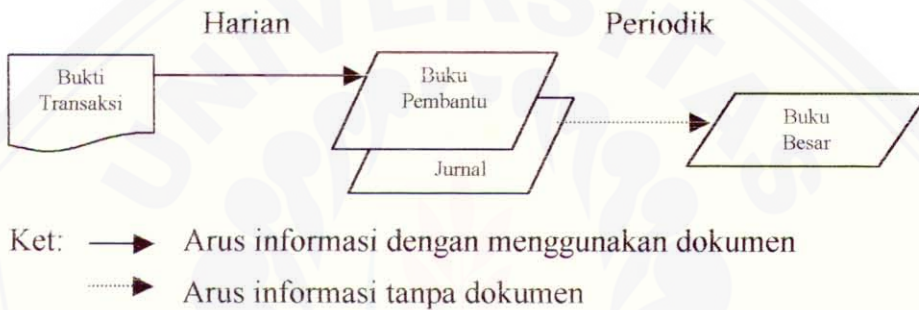 Harian
Periodik
Bukti
Transaksi
Buku
Pembantu
Jurnal
Buku
Besar
Ket:
Arus informasi dengan menggunakan dokumen
Arus informasi tanpa dokumen
UNIVERSITAS